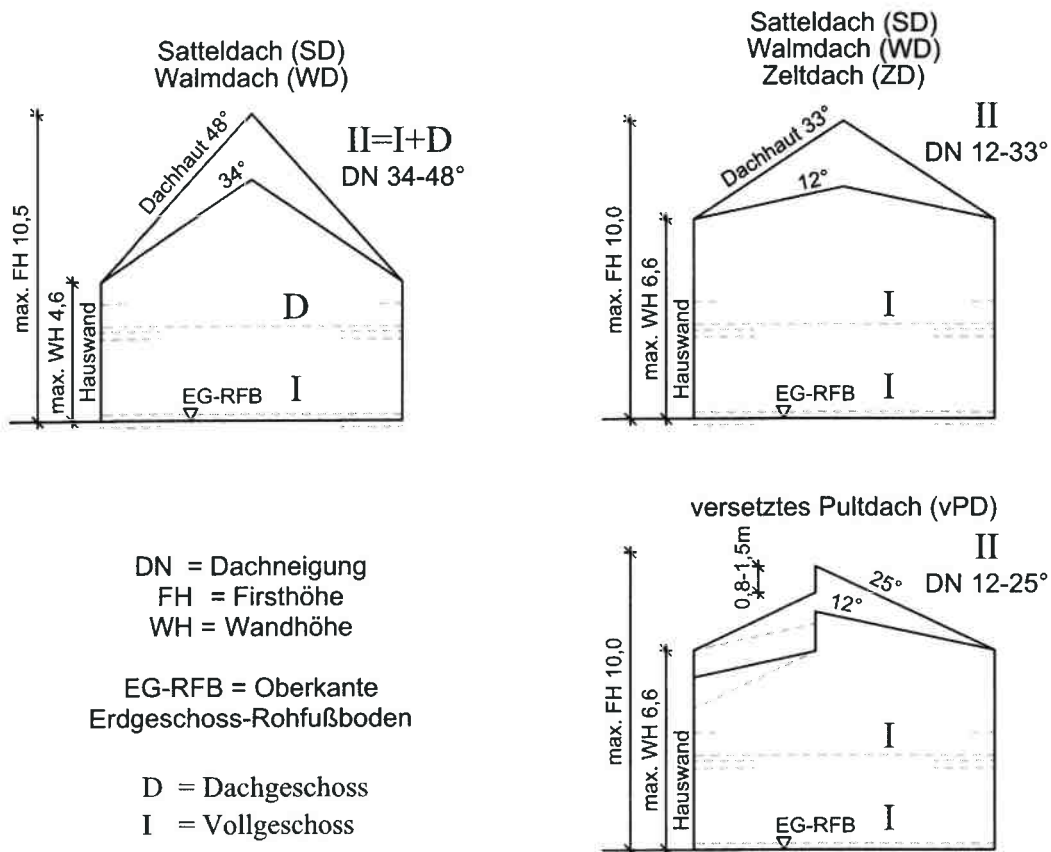 Satteldach (SD)
Walmdach (WD)
II=I+D
DN 34-48°
Dachhaut 48°
34°
max. FH 10,5
max. WH 4,6
Hauswand
D
I
EG-RFB
Satteldach (SD)
Walmdach (WD)
Zeltdach (ZD)
II
DN 12-33°
Dachhaut 33°
12°
max. FH 10,0
max. WH 6,6
Hauswand
I
I
EG-RFB
DN = Dachneigung
FH = Firsthöhe
WH = Wandhöhe
EG-RFB = Oberkante
Erdgeschoss-Rohfußboden
D = Dachgeschoss
I = Vollgeschoss
versetztes Pultdach (vPD)
II
DN 12-25°
0,8-1,5m
25°
12°
max. FH 10,0
max. WH 6,6
Hauswand
I
I
EG-RFB